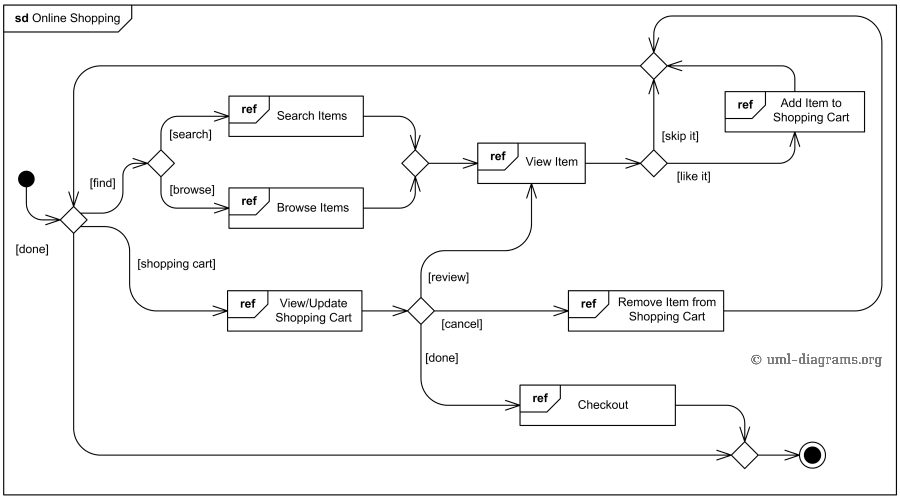 sd Online Shopping
ref
Add Item to
Shopping Cart
ref
Search Items
[search]
[skip it]
ref
View Item
[like it]
[find]
[browse]
ref
Browse Items
[done]
[shopping cart]
[review]
ref
View/Update
Shopping Cart
ref
Remove Item from
Shopping Cart
[cancel]
[done]
© uml-diagrams.org
ref
Checkout